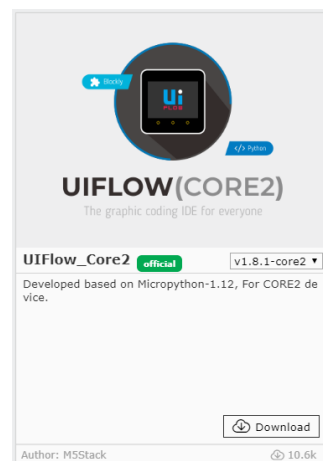 Blockly
Ui
PLUS
</> Python
UIFLOW(CORE2)
The graphic coding IDE for everyone
UIFlow_Core2 official v1.8.1-core2
Developed based on Micropython-1.12, For CORE2 de
vice.
Download
Author: M5Stack 10.6k